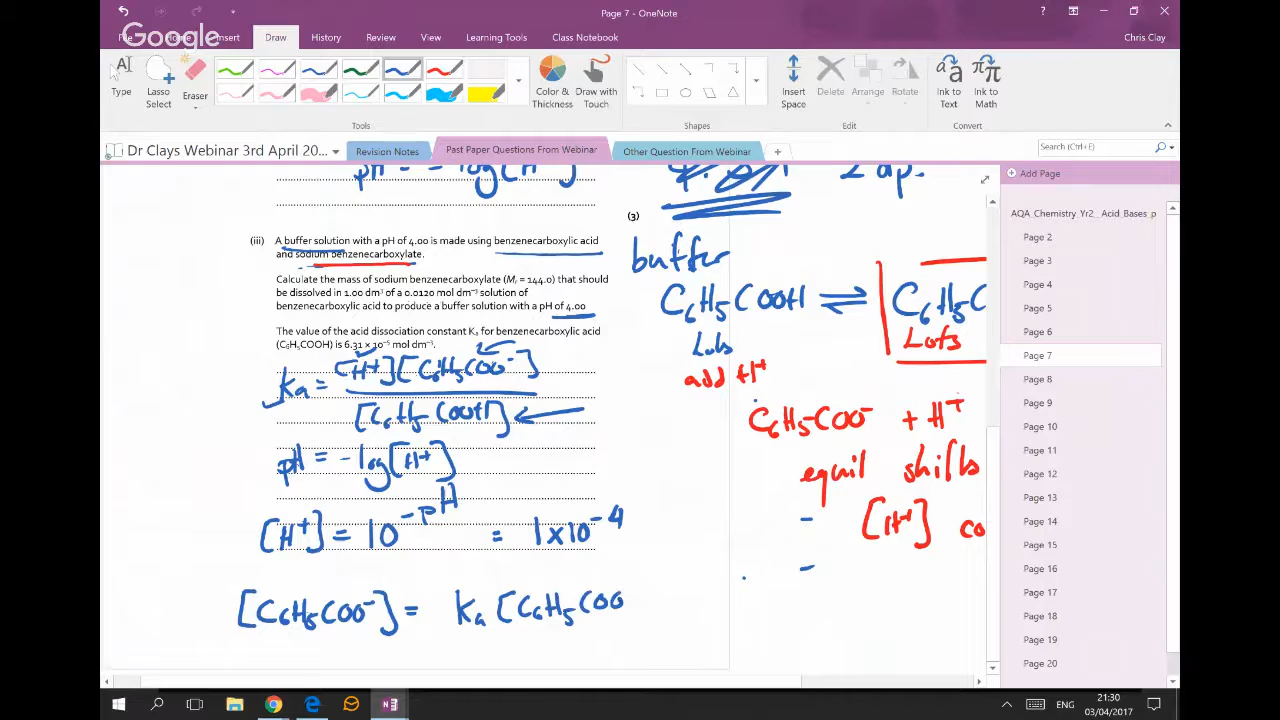 Page 7 - OneNote
Google
Insert
Draw
History
Review
View
Learning Tools
Class Notebook
Chris Clay
Type
Lasso
Select
Eraser
Color &
Thickness
Draw with
Touch
Insert
Space
Delete
Arrange
Rotate
Ink to
Text
Ink to
Math
Tools
Shapes
Edit
Convert
Dr Clays Webinar 3rd April 20...
Revision Notes
Past Paper Questions From Webinar
Other Question From Webinar
Search (Ctrl+E)
Add Page
AQA_Chemistry_Yr2_ Acid_Bases_p
Page 2
Page 3
Page 4
Page 5
Page 6
Page 7
Page 8
Page 9
Page 10
Page 11
Page 12
Page 13
Page 14
Page 15
Page 16
Page 17
Page 18
Page 19
Page 20
pH = - log[H+]
2 dp.
(3)
(iii) A buffer solution with a pH of 4.00 is made using benzenecarboxylic acid
and sodium benzenecarboxylate.
Calculate the mass of sodium benzenecarboxylate (Mr = 144.0) that should
be dissolved in 1.00 dm³ of a 0.0120 mol dm⁻³ solution of
benzenecarboxylic acid to produce a buffer solution with a pH of 4.00
The value of the acid dissociation constant Ka for benzenecarboxylic acid
(C₆H₅COOH) is 6.31 × 10⁻⁵ mol dm⁻³.
Ka = [H+][C6H5COO-]
[C6H5COOH]
pH = -log[H+]
[H+] = 10^-pH = 1x10^-4
[C6H5COO-] = Ka [C6H5COO
buffer
C6H5COOH ⇌ C6H5C
Lots
Lots
add H+
C6H5COO- + H+
equil shifts
- [H+] co
-
ENG
21:30
03/04/2017